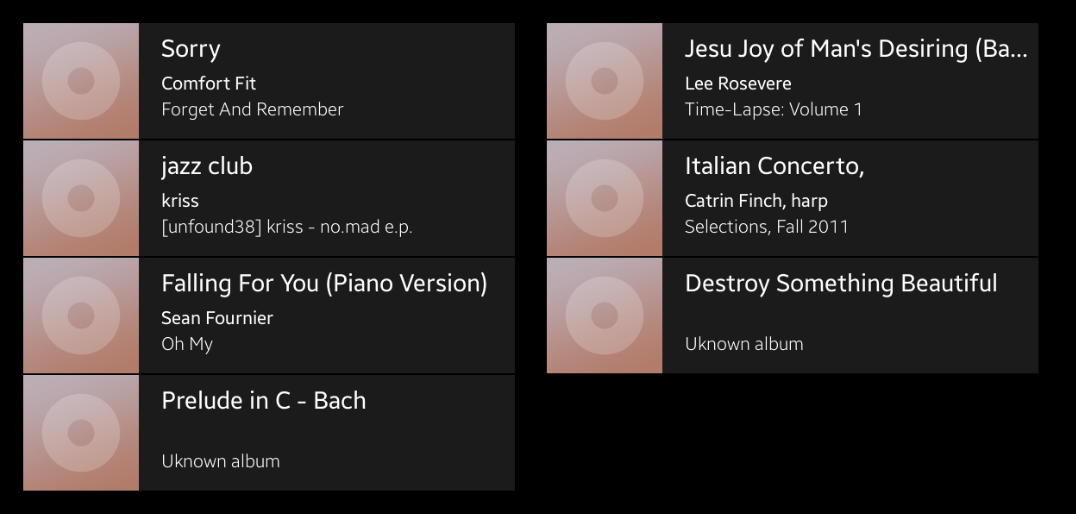 Sorry
Comfort Fit
Forget And Remember
jazz club
kriss
[unfound38] kriss - no.mad e.p.
Falling For You (Piano Version)
Sean Fournier
Oh My
Prelude in C - Bach
Uknown album
Jesu Joy of Man's Desiring (Ba...
Lee Rosevere
Time-Lapse: Volume 1
Italian Concerto,
Catrin Finch, harp
Selections, Fall 2011
Destroy Something Beautiful
Uknown album